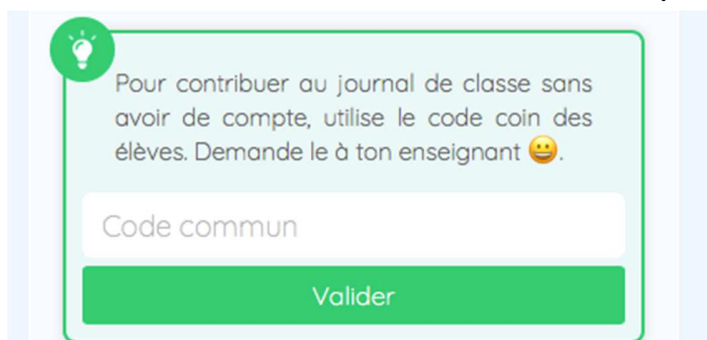 Pour contribuer au journal de classe sans
avoir de compte, utilise le code coin des
élèves. Demande le à ton enseignant 😀.
Code commun
Valider